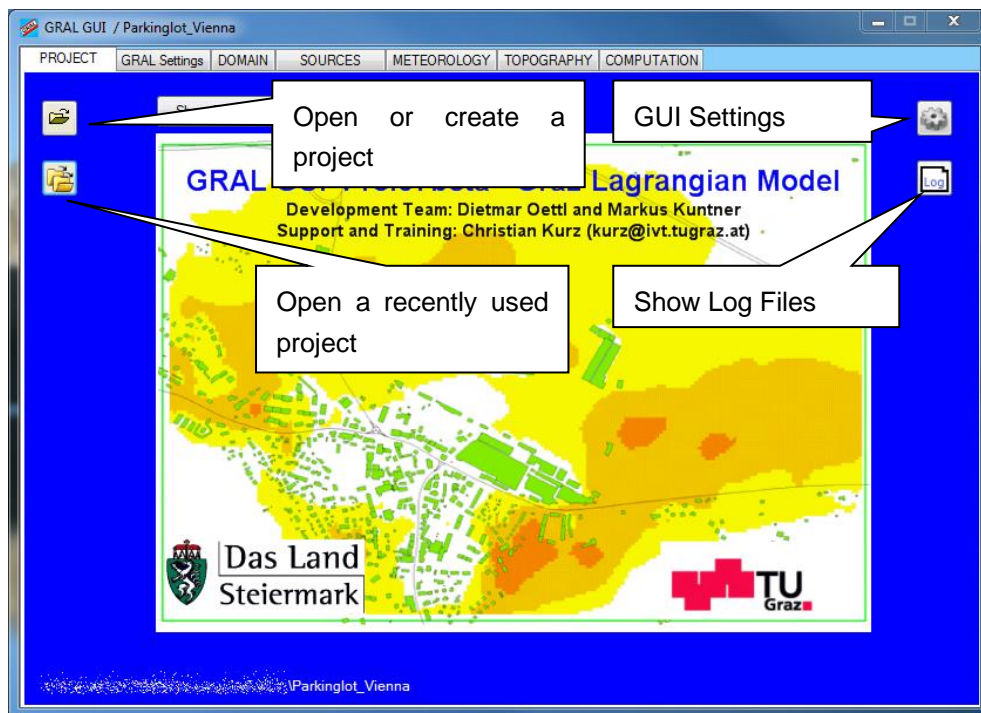 GRAL GUI / Parkinglot_Vienna
PROJECT GRAL Settings DOMAIN SOURCES METEOROLOGY TOPOGRAPHY COMPUTATION
Open or create a
project
GUI Settings
GRAL Lagrangian Model
Log
Development Team: Dietmar Oettl and Markus Kuntner
Support and Training: Christian Kurz (kurz@ivt.tugraz.at)
Open a recently used
project
Show Log Files
Das Land
Steiermark
TU
Graz
\Parkinglot_Vienna